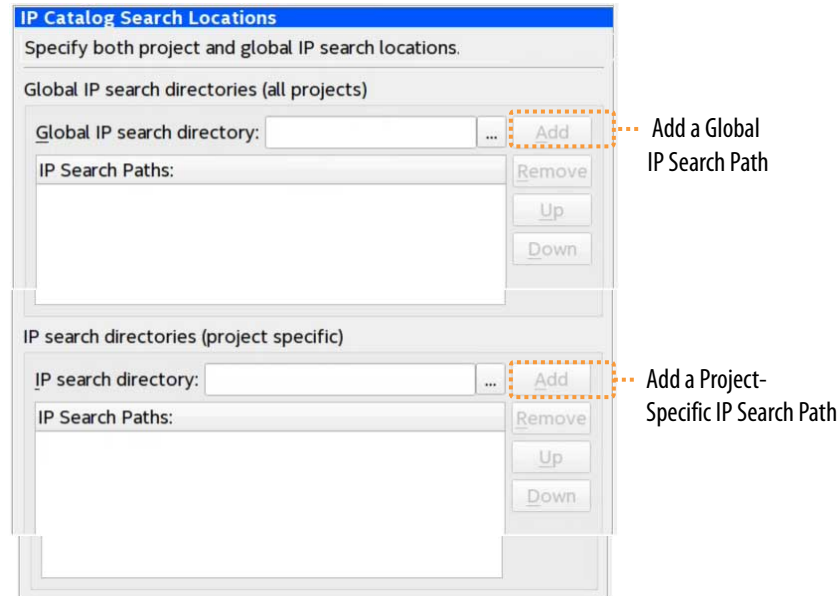 IP Catalog Search Locations
Specify both project and global IP search locations.
Global IP search directories (all projects)
Global IP search directory:
...
Add
Add a Global
IP Search Path
IP Search Paths:
Remove
Up
Down
IP search directories (project specific)
IP search directory:
...
Add
Add a Project-
Specific IP Search Path
IP Search Paths:
Remove
Up
Down